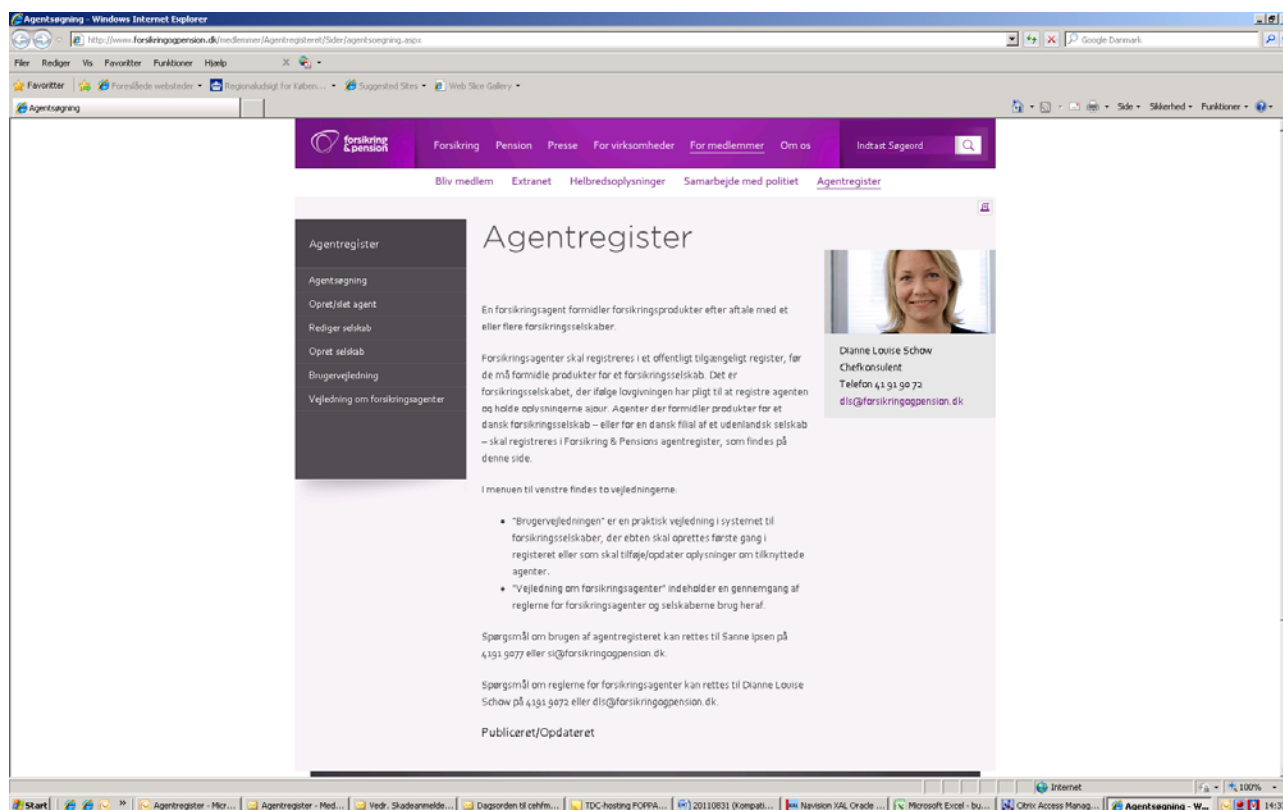 Agentsøgning - Windows Internet Explorer
http://www.forsikringogpension.dk/medlemmer/Agentregisteret/Sider/agentsoegning.aspx
Google Danmark
Filer Rediger Vis Favoritter Funktioner Hjælp X
Favoritter Foreslåede websteder Regionaludsigt for Køben... Suggested Sites Web Slice Gallery
Agentsøgning
Side Sikkerhed Funktioner
forsikring
& pension
Forsikring Pension Presse For virksomheder For medlemmer Om os
Indtast Søgeord
Bliv medlem Extranet Helbredsoplysninger Samarbejde med politiet Agentregister
Agentregister
Agentsøgning
Opret/slet agent
Rediger selskab
Opret selskab
Brugervejledning
Vejledning om forsikringsagenter
Agentregister
En forsikringsagent formidler forsikringsprodukter efter aftale med et
eller flere forsikringsselskaber.
Forsikringsagenter skal registreres i et offentligt tilgængeligt register, før
de må formidle produkter for et forsikringsselskab. Det er
forsikringsselskabet, der ifølge lovgivningen har pligt til at registre agenten
og holde oplysningerne ajour. Agenter der formidler produkter for et
dansk forsikringsselskab – eller for en dansk filial af et udenlandsk selskab
– skal registreres i Forsikring & Pensions agentregister, som findes på
denne side.
I menuen til venstre findes to vejledningerne:
"Brugervejledningen" er en praktisk vejledning i systemet til
forsikringsselskaber, der ebten skal oprettes første gang i
registeret eller som skal tilføje/opdater oplysninger om tilknyttede
agenter.
"Vejledning om forsikringsagenter" indeholder en gennemgang af
reglerne for forsikringsagenter og selskaberne brug heraf.
Spørgsmål om brugen af agentregisteret kan rettes til Sanne Ipsen på
4191 9077 eller si@forsikringogpension.dk.
Spørgsmål om reglerne for forsikringsagenter kan rettes til Dianne Louise
Schow på 4191 9072 eller dls@forsikringogpension.dk.
Publiceret/Opdateret
Dianne Louise Schow
Chefkonsulent
Telefon 41 91 90 72
dls@forsikringogpension.dk
Internet 100%
Start Agentregister - Micr... Agentregister - Med... Vedr. Skadeanmelde... Dagsorden til cehfm... TDC-hosting FOPPA... 20110831 (Kompati... Navision XAL Oracle ... Microsoft Excel - bu... Citrix Access Manag... Agentsøgning - W...